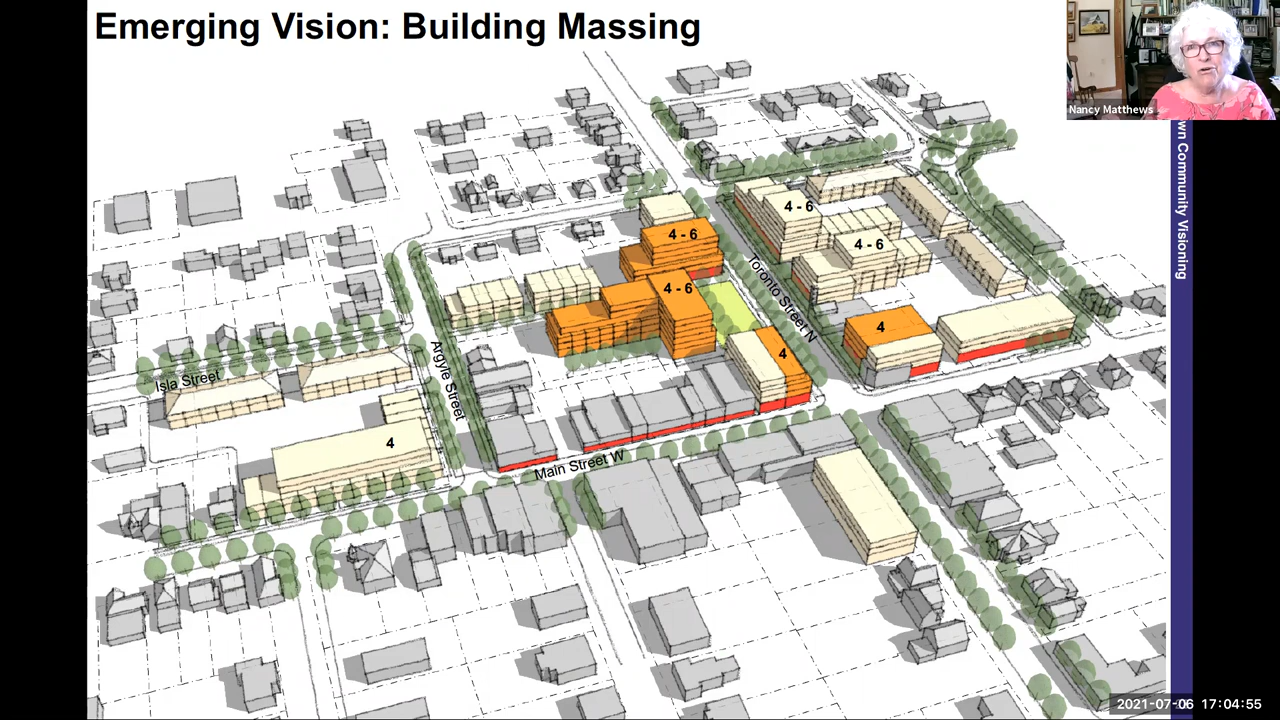 Emerging Vision: Building Massing
Nancy Matthews
wn Community Visioning
4 - 6
4 - 6
4 - 6
4 - 6
Toronto Street N
4
4
Isla Street
Argyle Street
4
Main Street W
2021-07-06 17:04:55